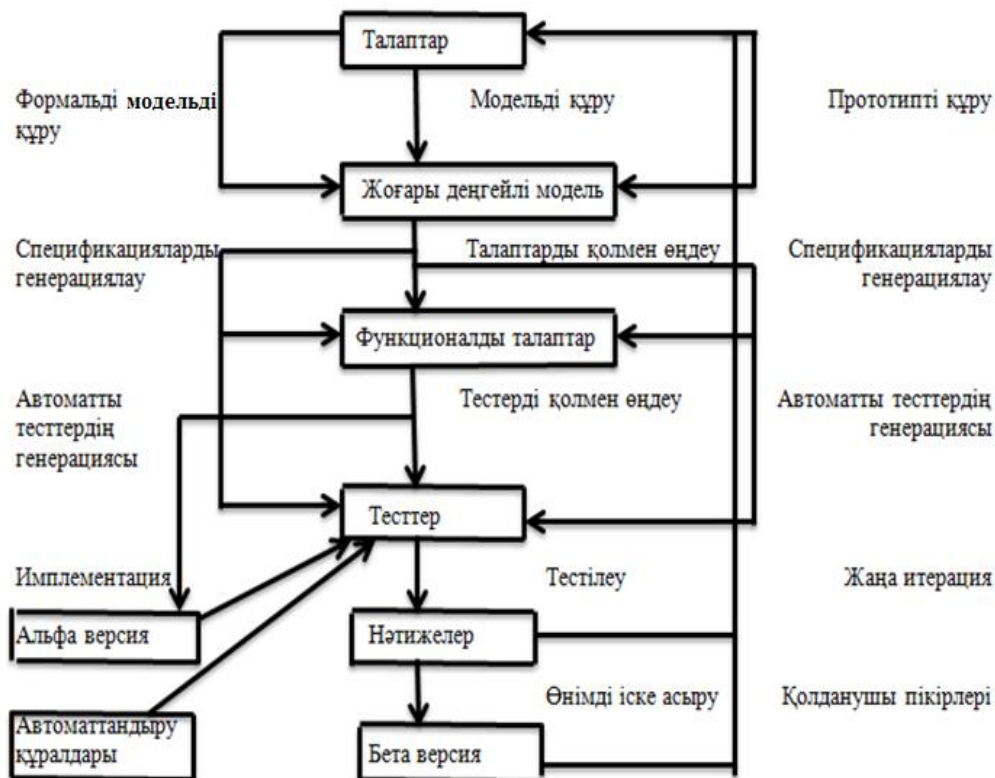 Талаптар
Формальді модельді
құру
Модельді құру
Прототипті құру
Жоғары деңгейлі модель
Спецификацияларды
генерациялау
Талаптарды қолмен өңдеу
Спецификацияларды
генерациялау
Функционалды талаптар
Автоматты
тесттердің
генерациясы
Тестерді қолмен өңдеу
Автоматты тесттердің
генерациясы
Тесттер
Имплементация
Тестілеу
Жаңа итерация
Альфа версия
Нәтижелер
Өнімді іске асыру
Қолданушы пікірлері
Автоматтандыру
құралдары
Бета версия